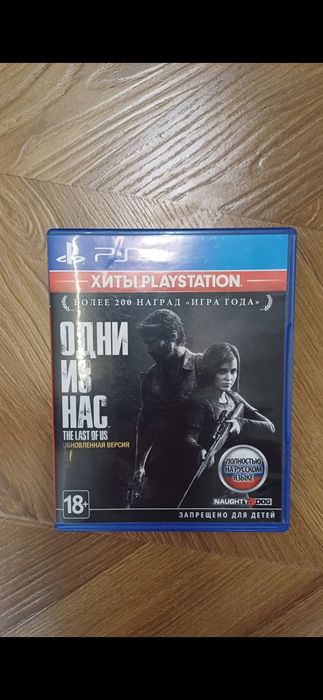 PS4
ХИТЫ PLAYSTATION
БОЛЕЕ 200 НАГРАД «ИГРА ГОДА»
ОДНИ
ИЗ
НАС
THE LAST OF US
ОБНОВЛЕННАЯ ВЕРСИЯ
ПОЛНОСТЬЮ
НА РУССКОМ
ЯЗЫКЕ
18+
NAUGHTY DOG
ЗАПРЕЩЕНО ДЛЯ ДЕТЕЙ